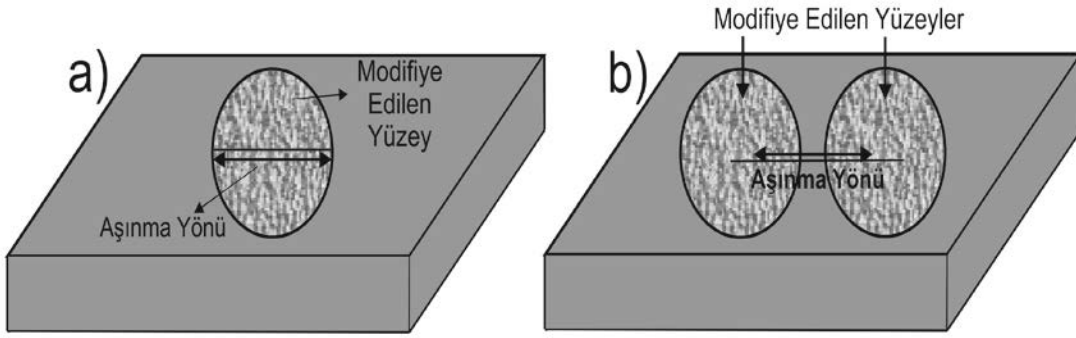 a)
Modifiye
Edilen
Yüzey
Aşınma Yönü
b)
Modifiye Edilen Yüzeyler
Aşınma Yönü